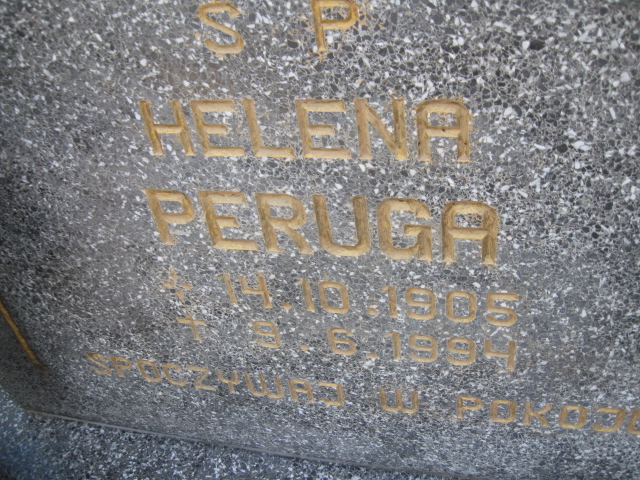 S P
HELENA
PERUGA
* 14.10.1905
+ 9.6.1994
SPOCZYWAJ W POKOJU